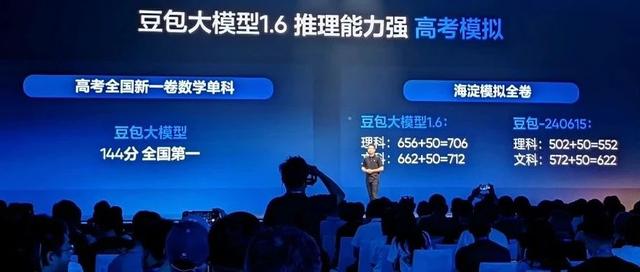 豆包大模型1.6 推理能力强 高考模拟
高考全国新一卷数学单科
豆包大模型
144分 全国第一
海淀模拟全卷
豆包大模型1.6:
理科：656+50=706
文科：662+50=712
豆包-240615：
理科：502+50=552
文科：572+50=622